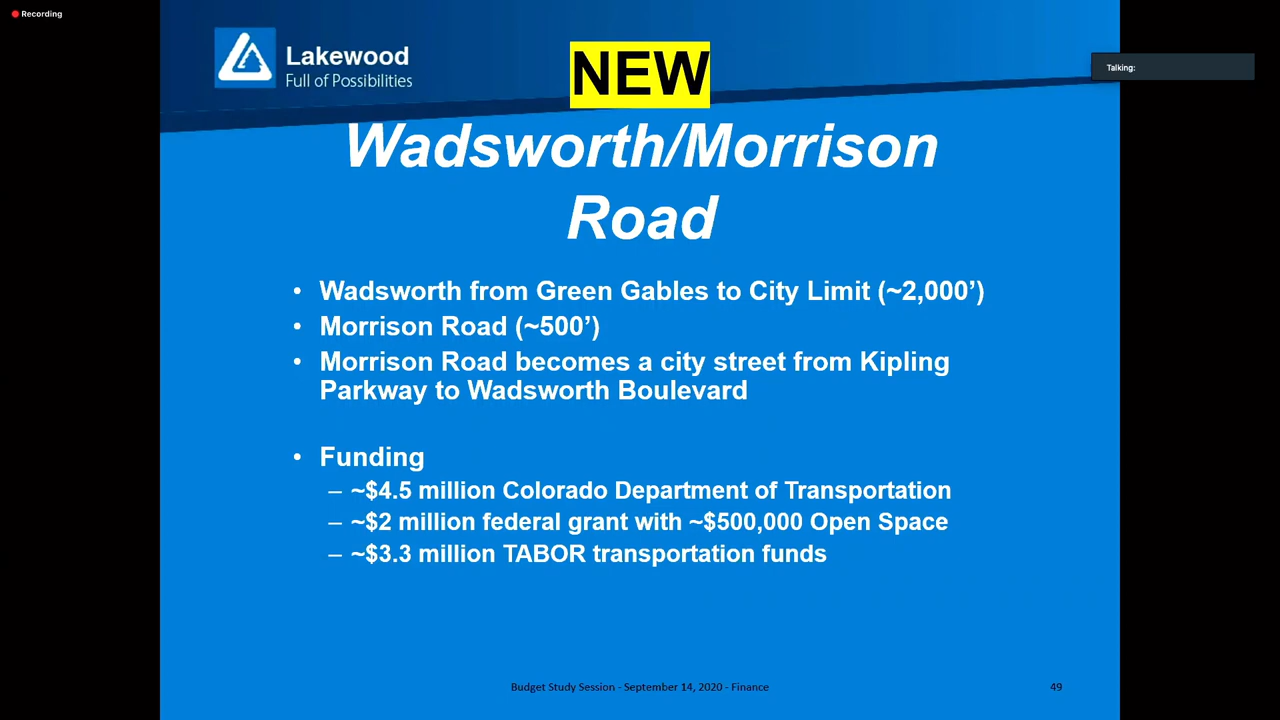 Recording
Lakewood
Full of Possibilities
NEW
Talking:
Wadsworth/Morrison
Road
• Wadsworth from Green Gables to City Limit (~2,000’)
• Morrison Road (~500’)
• Morrison Road becomes a city street from Kipling
Parkway to Wadsworth Boulevard
• Funding
– ~$4.5 million Colorado Department of Transportation
– ~$2 million federal grant with ~$500,000 Open Space
– ~$3.3 million TABOR transportation funds
Budget Study Session - September 14, 2020 - Finance
49